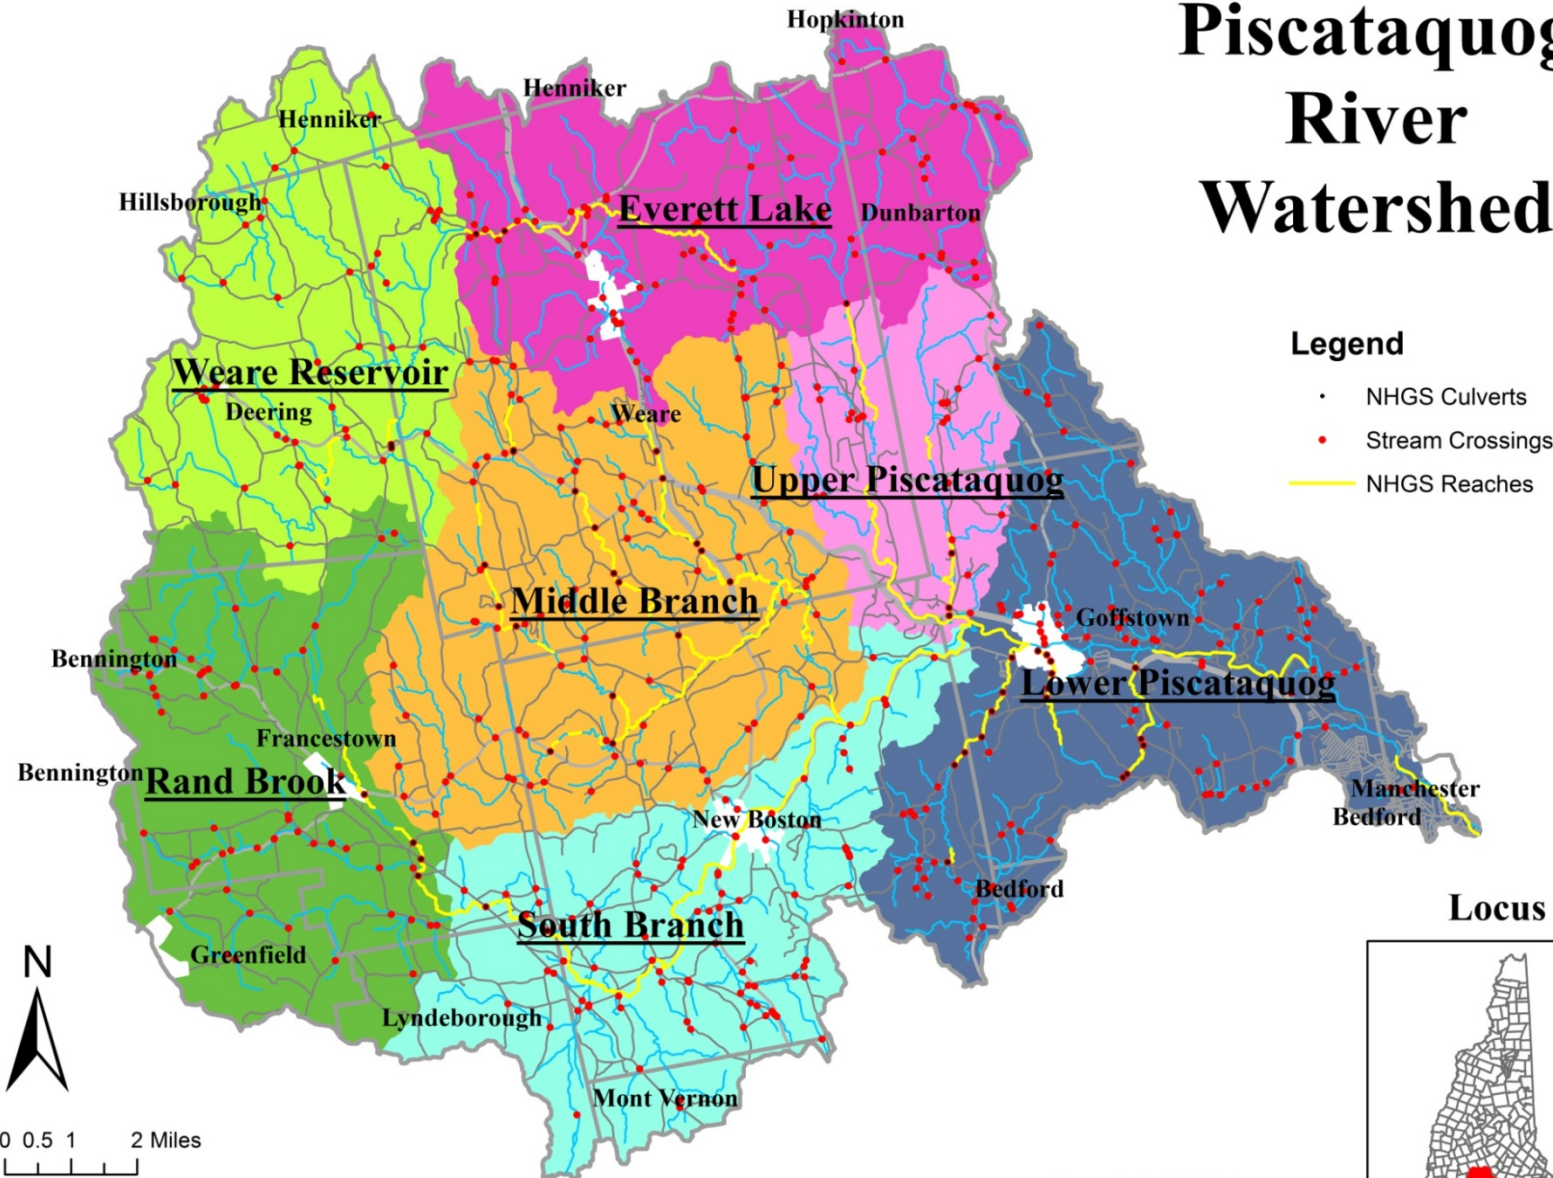 Piscataquog
River
Watershed
Hopkinton
Henniker
Henniker
Hillsborough
Everett Lake
Dunbarton
Legend
NHGS Culverts
Stream Crossings
NHGS Reaches
Weare Reservoir
Deering
Weare
Upper Piscataquog
Middle Branch
Goffstown
Bennington
Lower Piscataquog
Francestown
Bennington
Rand Brook
Manchester
Bedford
New Boston
Bedford
Locus
South Branch
Greenfield
N
Lyndeborough
Mont Vernon
0 0.5 1 2 Miles